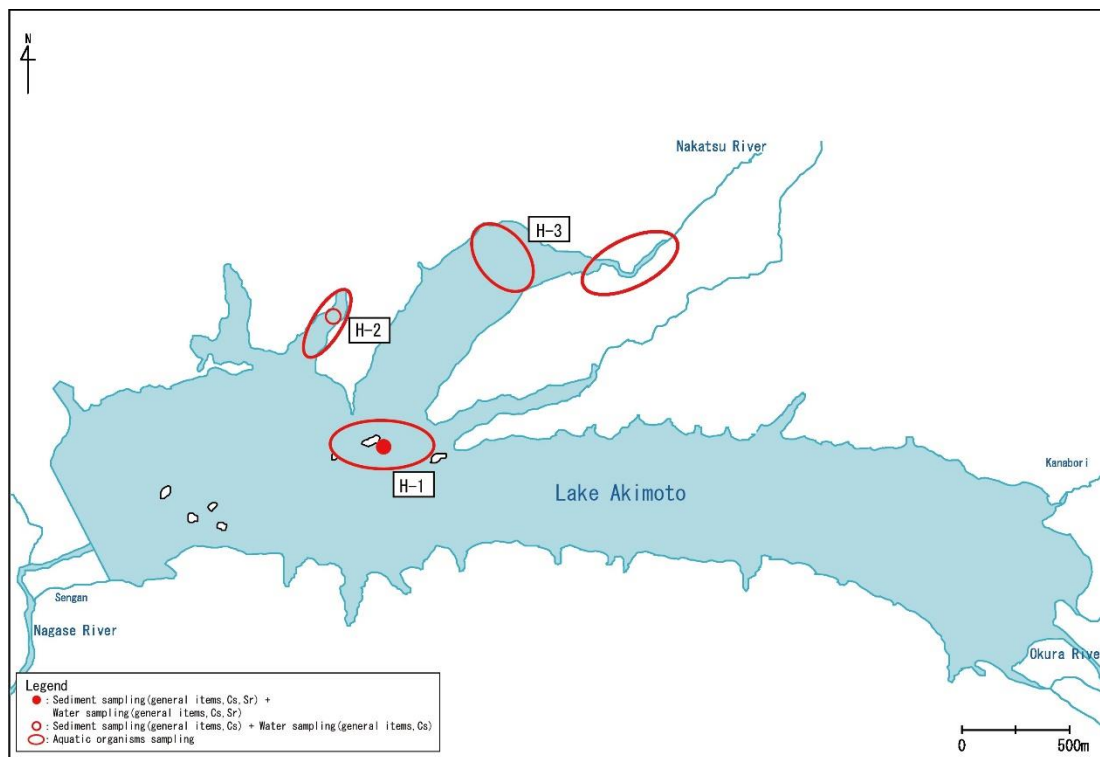 N
Nakatsu River
H-3
H-2
H-1
Lake Akimoto
Kanabori
Sengan
Nagase River
Okura River
Legend
: Sediment sampling(general items,Cs,Sr) +
Water sampling(general items,Cs,Sr)
: Sediment sampling(general items,Cs) + Water sampling(general items,Cs)
: Aquatic organisms sampling
0 500m